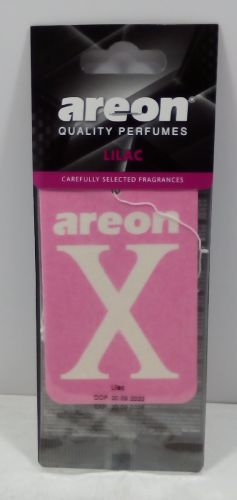 areon
QUALITY PERFUMES
LILAC
CAREFULLY SELECTED FRAGRANCES
areon
X
Lilac